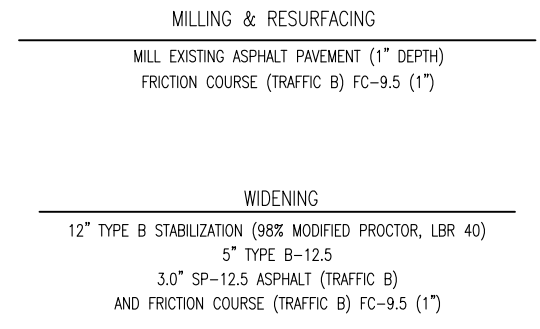 MILLING & RESURFACING
MILL EXISTING ASPHALT PAVEMENT (1" DEPTH)
FRICTION COURSE (TRAFFIC B) FC-9.5 (1")
WIDENING
12" TYPE B STABILIZATION (98% MODIFIED PROCTOR, LBR 40)
5" TYPE B-12.5
3.0" SP-12.5 ASPHALT (TRAFFIC B)
AND FRICTION COURSE (TRAFFIC B) FC-9.5 (1")